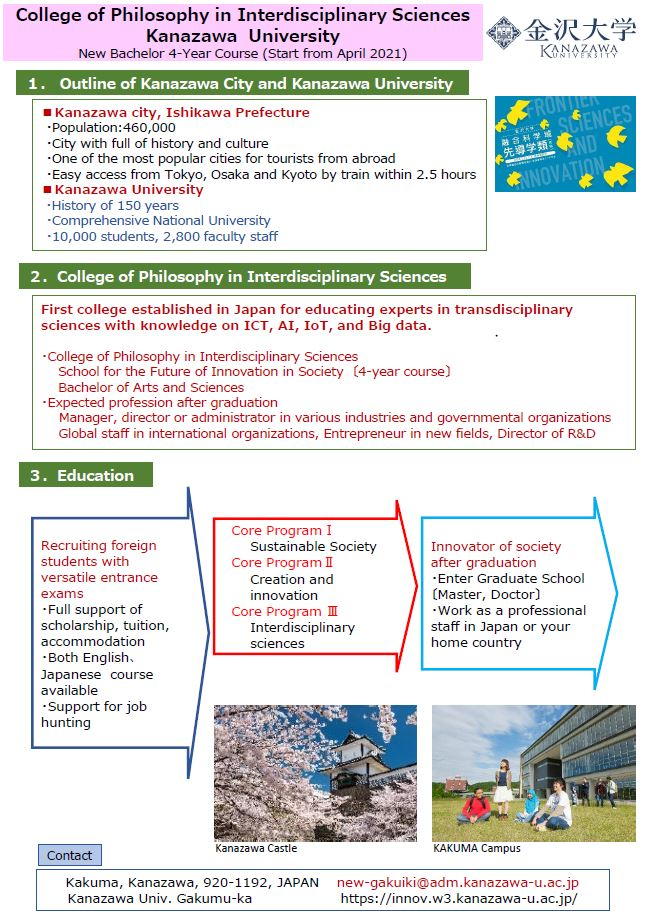 College of Philosophy in Interdisciplinary Sciences
Kanazawa University
New Bachelor 4-Year Course (Start from April 2021)
金沢大学
KANAZAWA
UNIVERSITY
1. Outline of Kanazawa City and Kanazawa University
■Kanazawa city, Ishikawa Prefecture
・Population:460,000
・City with full of history and culture
・One of the most popular cities for tourists from abroad
・Easy access from Tokyo, Osaka and Kyoto by train within 2.5 hours
■Kanazawa University
・History of 150 years
・Comprehensive National University
・10,000 students, 2,800 faculty staff
FRONTIER
SCIENCES
AND
INNOVATION
金沢大学
融合科学域
先導学類
2. College of Philosophy in Interdisciplinary Sciences
First college established in Japan for educating experts in transdisciplinary
sciences with knowledge on ICT, AI, IoT, and Big data.
・College of Philosophy in Interdisciplinary Sciences
School for the Future of Innovation in Society〔4-year course〕
Bachelor of Arts and Sciences
・Expected profession after graduation
Manager, director or administrator in various industries and governmental organizations
Global staff in international organizations, Entrepreneur in new fields, Director of R&D
3. Education
Recruiting foreign
students with
versatile entrance
exams
・Full support of
scholarship, tuition,
accommodation
・Both English、
Japanese course
available
・Support for job
hunting
Core Program Ⅰ
Sustainable Society
Core Program Ⅱ
Creation and
innovation
Core Program Ⅲ
Interdisciplinary
sciences
Innovator of society
after graduation
・Enter Graduate School
〔Master, Doctor〕
・Work as a professional
staff in Japan or your
home country
Kanazawa Castle
KAKUMA Campus
Contact
Kakuma, Kanazawa, 920-1192, JAPAN new-gakuiki@adm.kanazawa-u.ac.jp
Kanazawa Univ. Gakumu-ka https://innov.w3.kanazawa-u.ac.jp/